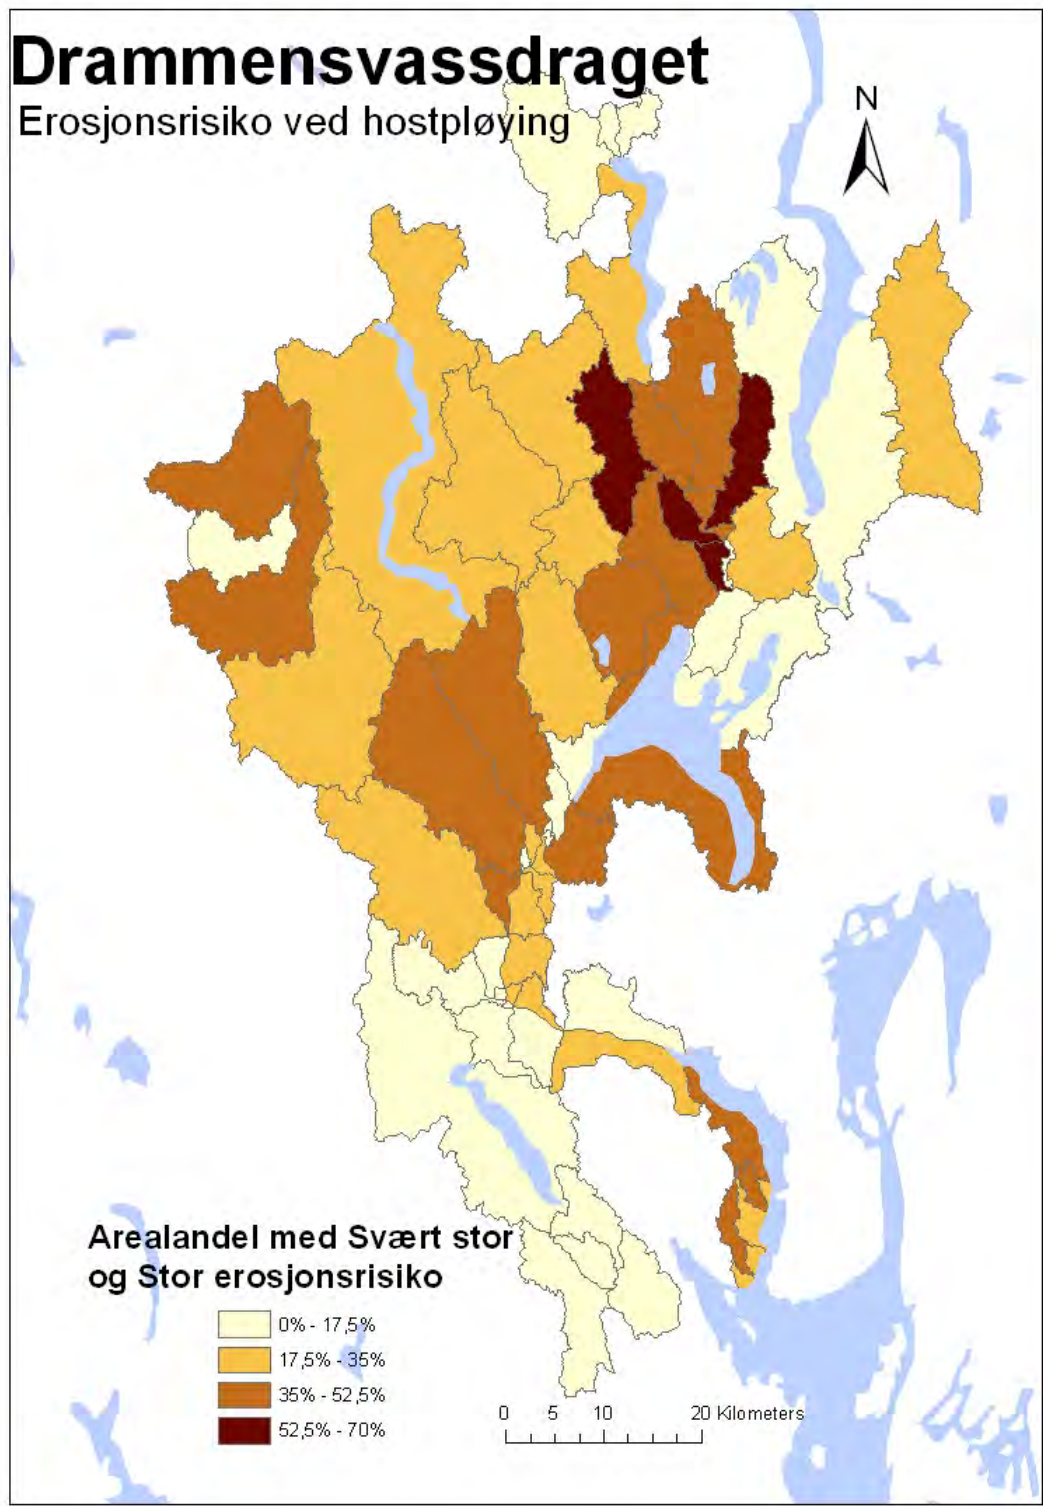 Drammensvassdraget
Erosjonsrisiko ved hostpløying
N
Arealandel med Svært stor
og Stor erosjonsrisiko
0% - 17,5%
17,5% - 35%
35% - 52,5%
52,5% - 70%
0 5 10 20 Kilometers